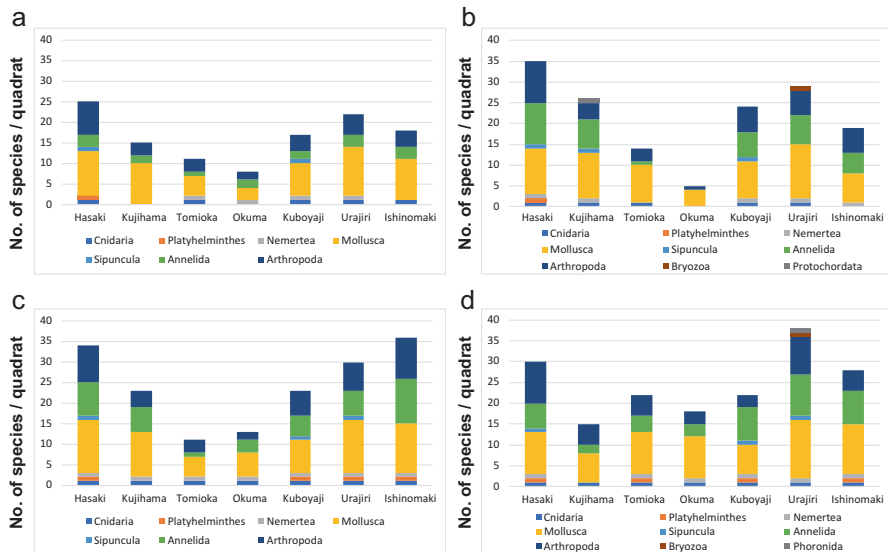 a
No. of species / quadrat
40
35
30
25
20
15
10
5
0
Hasaki Kujihama Tomioka Okuma Kuboyaji Urajiri Ishinomaki
Cnidaria Platyhelminthes Nemertea Mollusca
Sipuncula Annelida Arthropoda
b
No. of species / quadrat
40
35
30
25
20
15
10
5
0
Hasaki Kujihama Tomioka Okuma Kuboyaji Urajiri Ishinomaki
Cnidaria Platyhelminthes Nemertea
Mollusca Sipuncula Annelida
Arthropoda Bryozoa Protochordata
c
No. of species / quadrat
40
35
30
25
20
15
10
5
0
Hasaki Kujihama Tomioka Okuma Kuboyaji Urajiri Ishinomaki
Cnidaria Platyhelminthes Nemertea Mollusca
Sipuncula Annelida Arthropoda
d
No. of species / quadrat
40
35
30
25
20
15
10
5
0
Hasaki Kujihama Tomioka Okuma Kuboyaji Urajiri Ishinomaki
Cnidaria Platyhelminthes Nemertea
Mollusca Sipuncula Annelida
Arthropoda Bryozoa Phoronida